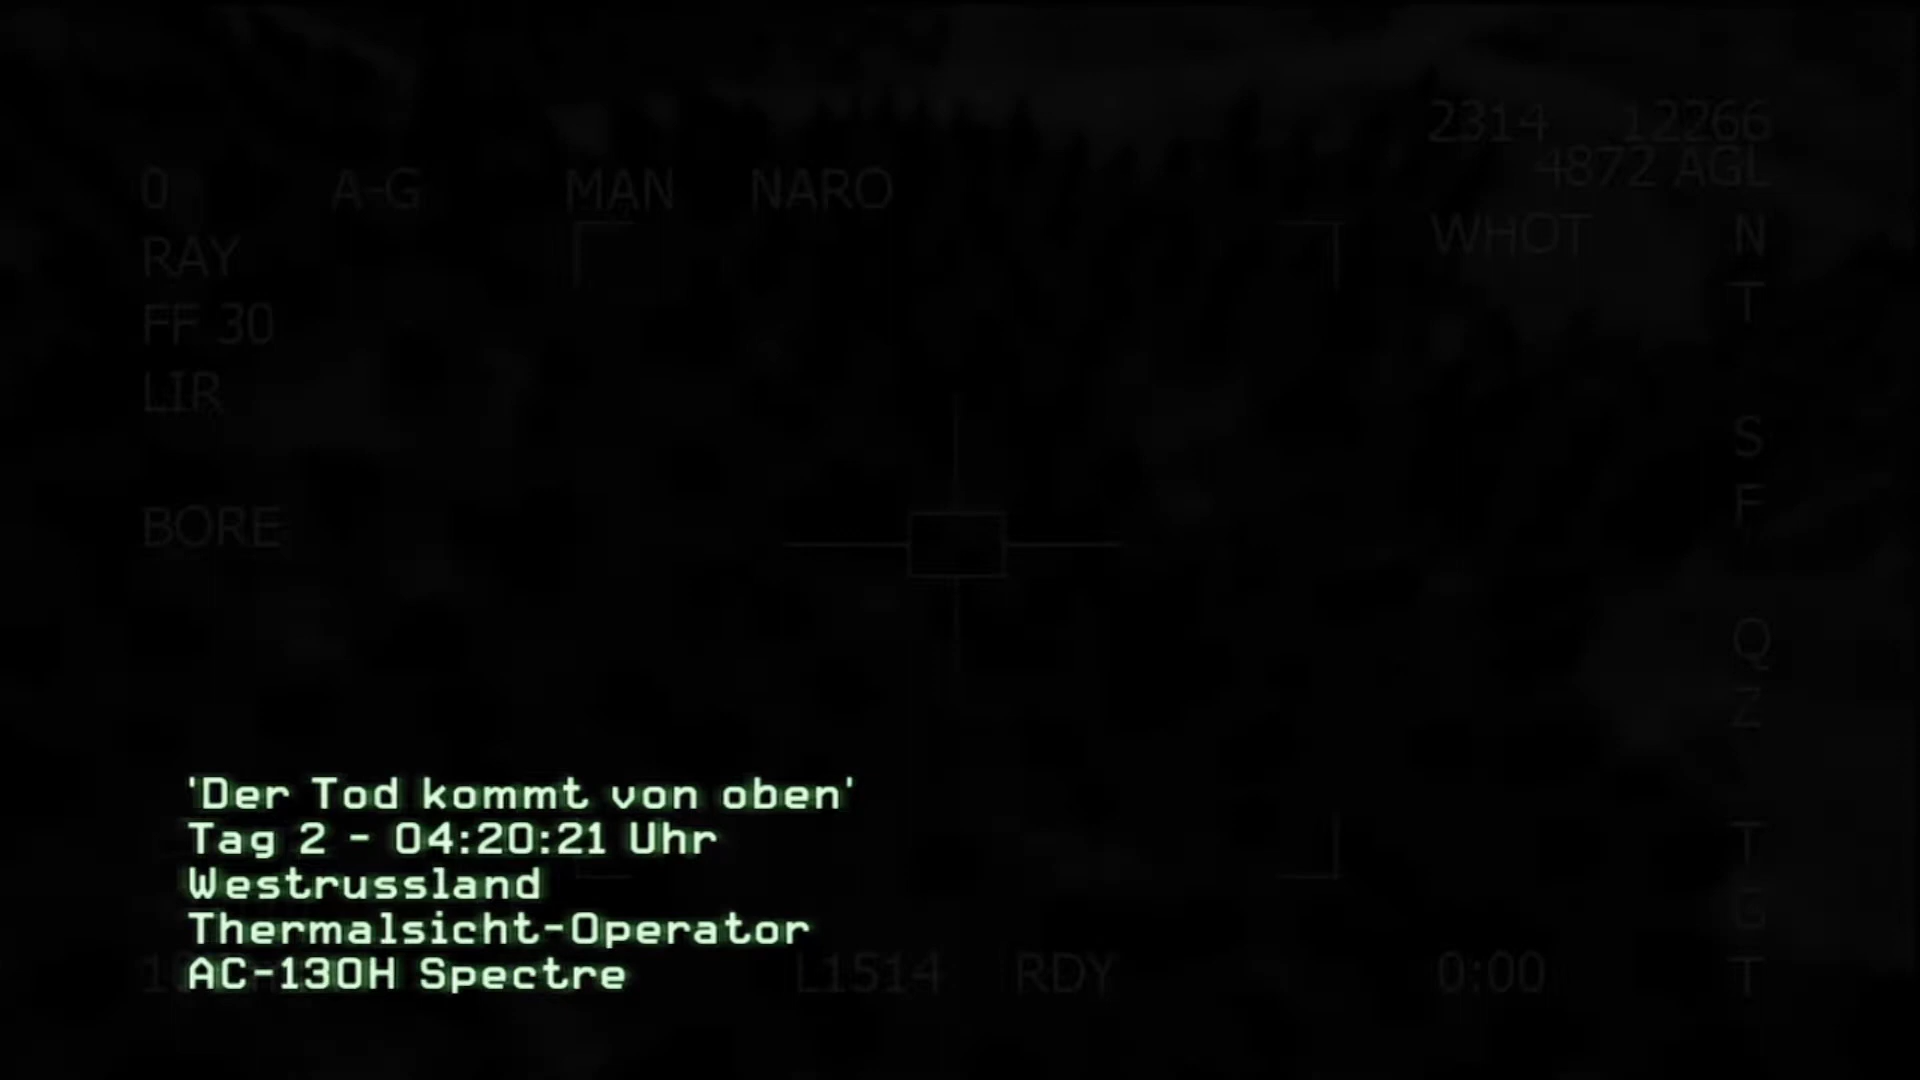 2314 12266
4872 AGL
0 A-G MAN NARO
RAY
WHOT N
FF 30
T
LIR
S
F
BORE
Q
Z
'Der Tod kommt von oben'
Tag 2 - 04:20:21 Uhr
T
Westrussland
G
Thermalsicht-Operator
AC-130H Spectre
L1514 RDY 0:00 T